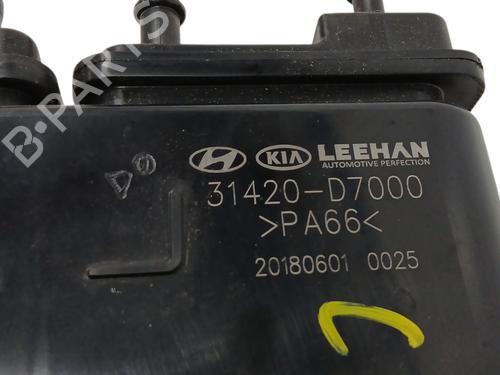 B-PARTS
KIA LEEHAN
AUTOMOTIVE PERFECTION
31420-D7000
>PA66<
20180601 0025